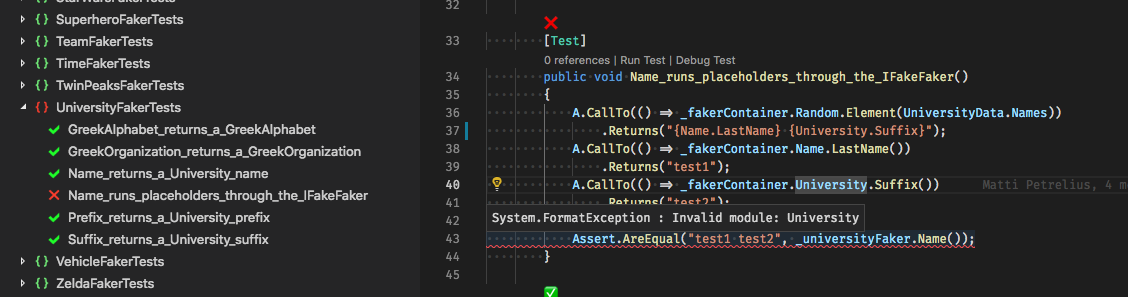 StarWarsFakerTests
{} SuperheroFakerTests
{} TeamFakerTests
{} TimeFakerTests
{} TwinPeaksFakerTests
{} UniversityFakerTests
GreekAlphabet_returns_a_GreekAlphabet
GreekOrganization_returns_a_GreekOrganization
Name_returns_a_University_name
Name_runs_placeholders_through_the_IFakeFaker
Prefix_returns_a_University_prefix
Suffix_returns_a_University_suffix
{} VehicleFakerTests
{} ZeldaFakerTests
32
33 [Test]
0 references | Run Test | Debug Test
34 public void Name_runs_placeholders_through_the_IFakeFaker()
35 {
36 A.CallTo(() => _fakerContainer.Random.Element(UniversityData.Names))
37 .Returns("{Name.LastName} {University.Suffix}");
38 A.CallTo(() => _fakerContainer.Name.LastName())
39 .Returns("test1");
40 A.CallTo(() => _fakerContainer.University.Suffix()) Matti Petrelius, 4 mo
41 .Returns("test2");
42 System.FormatException : Invalid module: University
43 Assert.AreEqual("test1 test2", _universityFaker.Name());
44 }
45